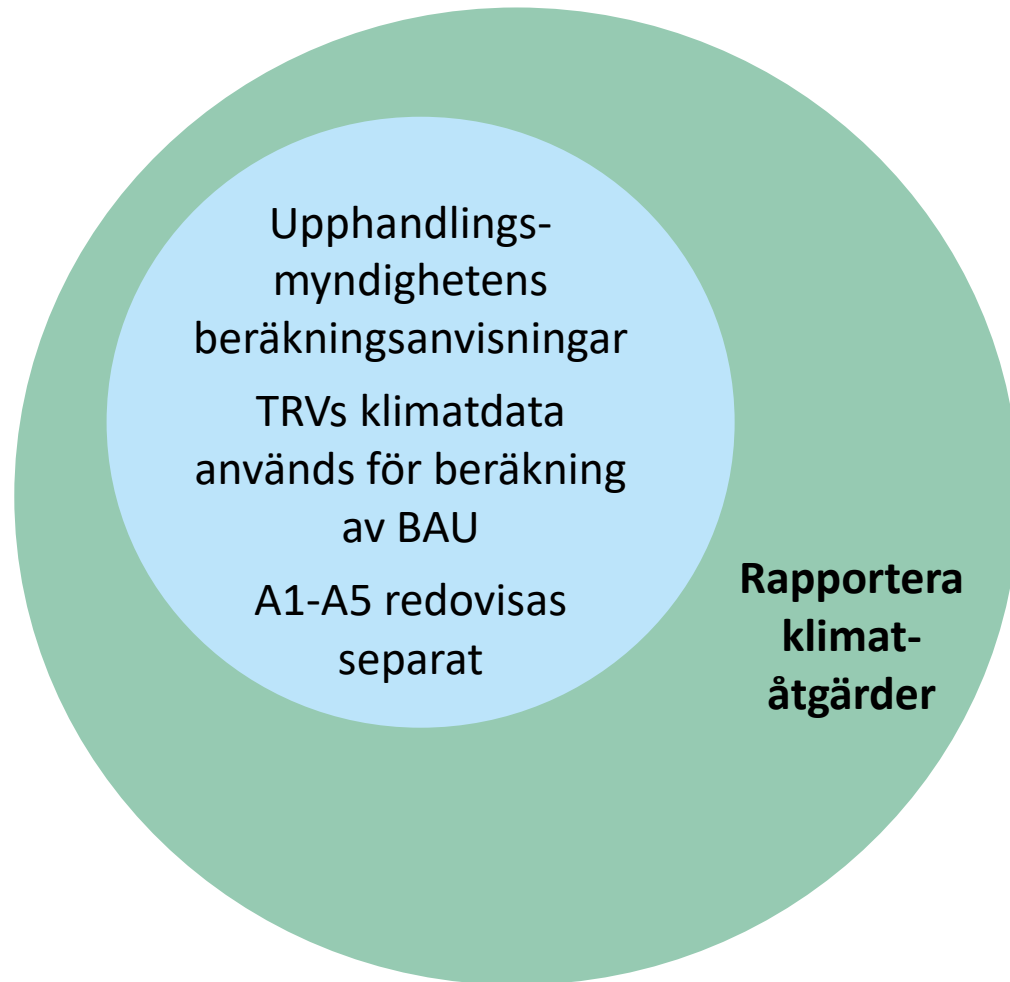 Upphandlings-
myndighetens
beräkningsanvisningar
TRVs klimatdata
används för beräkning
av BAU
A1-A5 redovisas
separat
Rapportera
klimat-
åtgärder